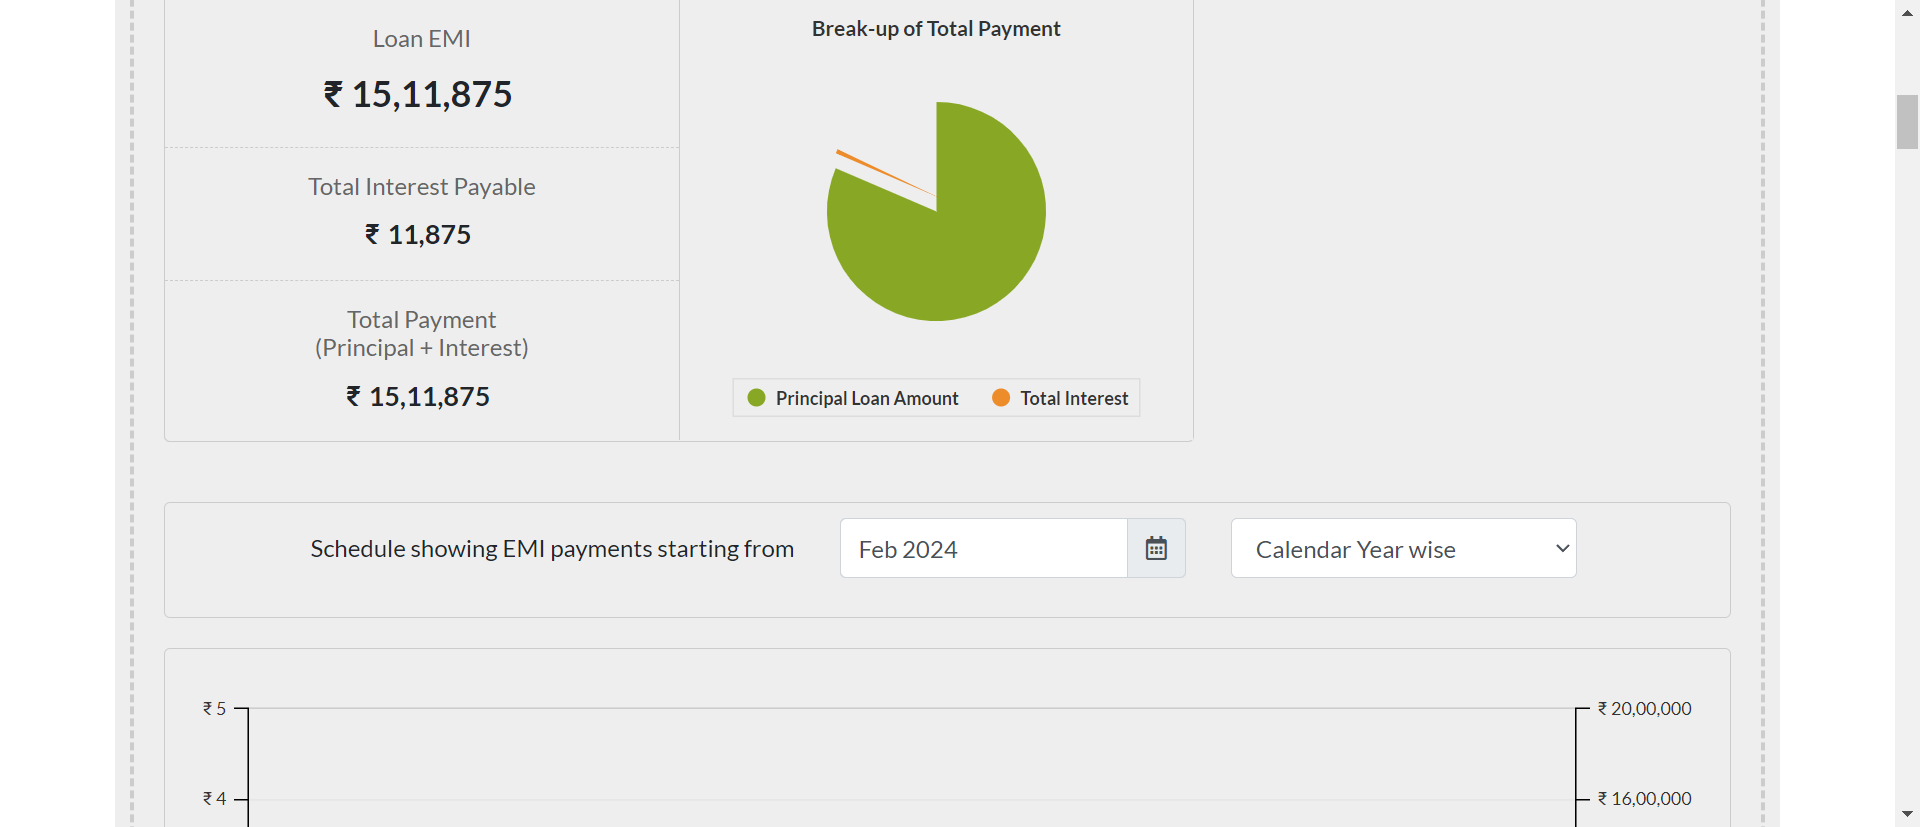 Loan EMI
₹ 15,11,875
Total Interest Payable
₹ 11,875
Total Payment
(Principal + Interest)
₹ 15,11,875
Break-up of Total Payment
Principal Loan Amount
Total Interest
Schedule showing EMI payments starting from
Feb 2024
Calendar Year wise
₹ 5
₹ 20,00,000
₹ 4
₹ 16,00,000